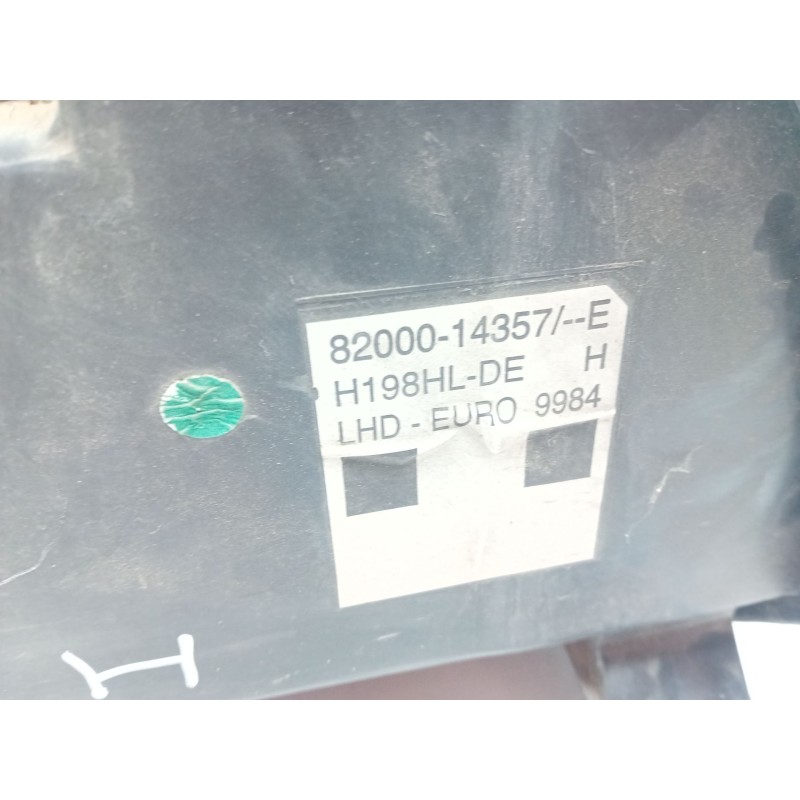 82000-14357/--E
H198HL-DE H
LHD - EURO 9984
H